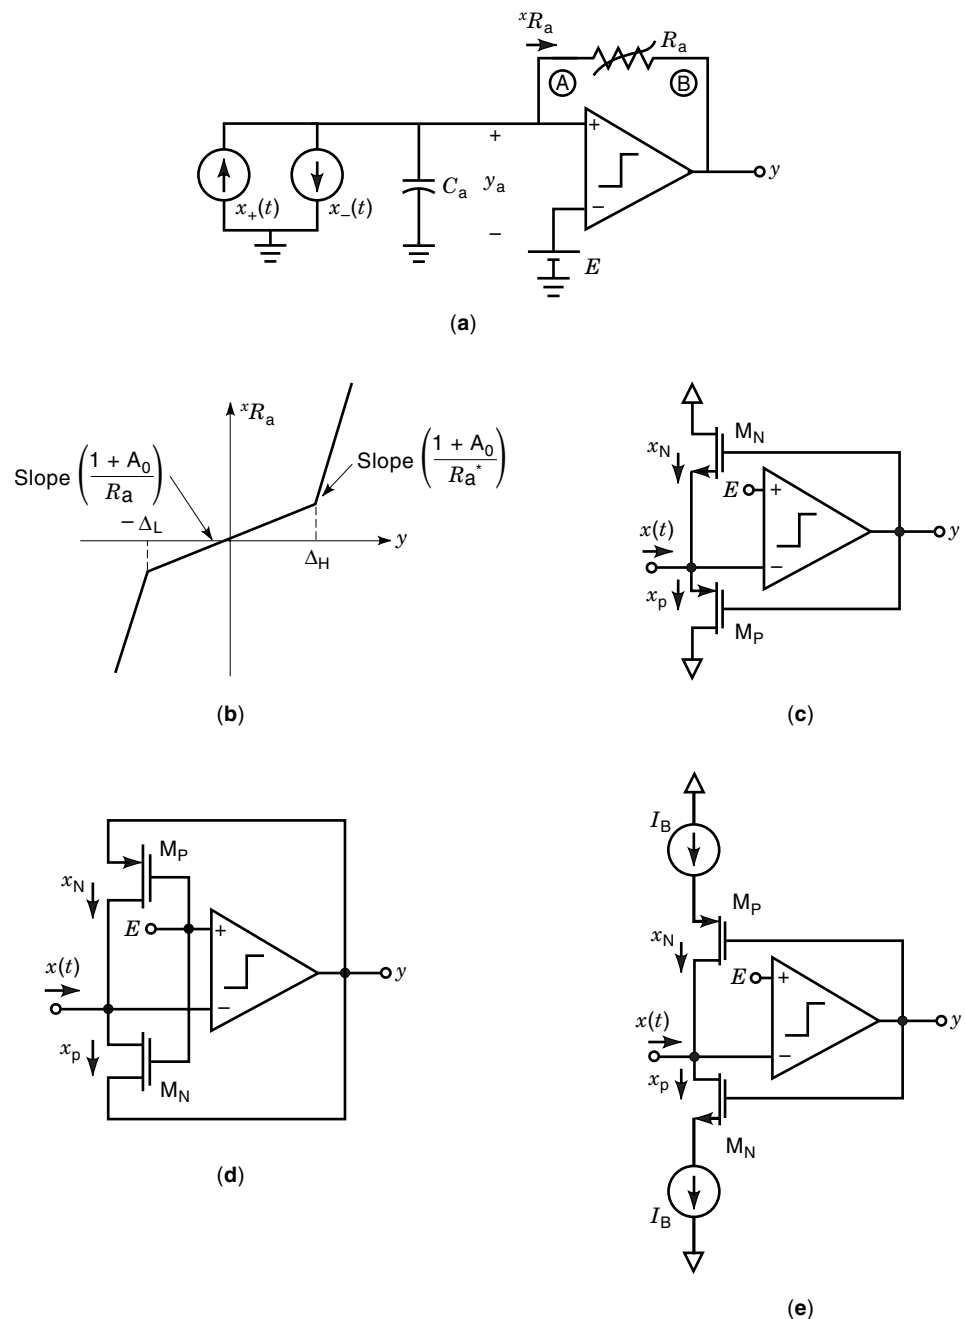 xRa
Ra
A
B
+
+
x+(t)
x−(t)
Ca
ya
y
−
−
E
(a)
xRa
Slope (1 + A0 / Ra)
Slope (1 + A0 / Ra*)
− ΔL
y
ΔH
(b)
MN
xN
E
+
x(t)
y
xp
−
MP
(c)
MP
xN
E
+
x(t)
y
−
xp
MN
(d)
IB
MP
xN
E
+
x(t)
y
−
xp
MN
IB
(e)